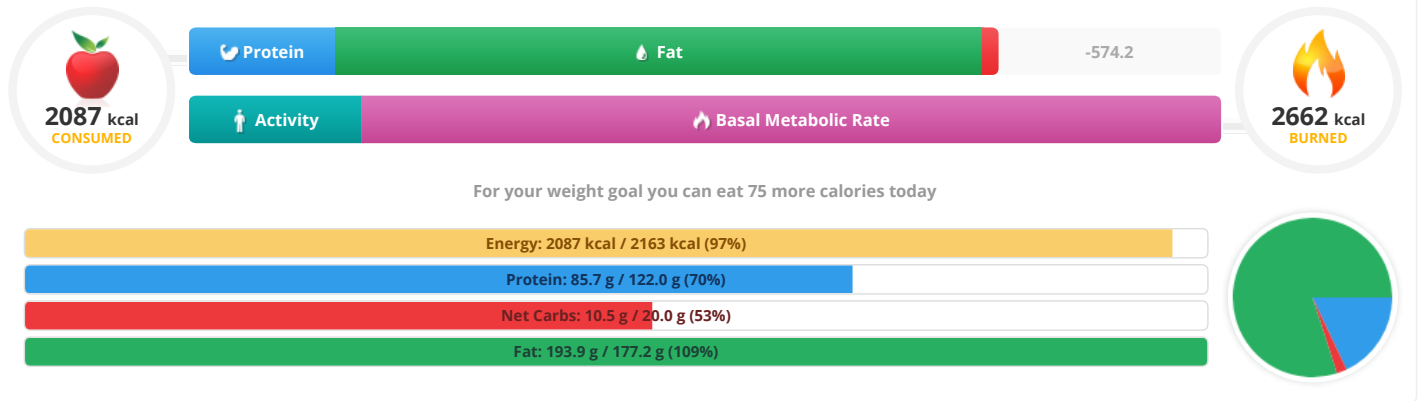 2087 kcal
CONSUMED
Protein
Fat
-574.2
Activity
Basal Metabolic Rate
2662 kcal
BURNED
For your weight goal you can eat 75 more calories today
Energy: 2087 kcal / 2163 kcal (97%)
Protein: 85.7 g / 122.0 g (70%)
Net Carbs: 10.5 g / 20.0 g (53%)
Fat: 193.9 g / 177.2 g (109%)